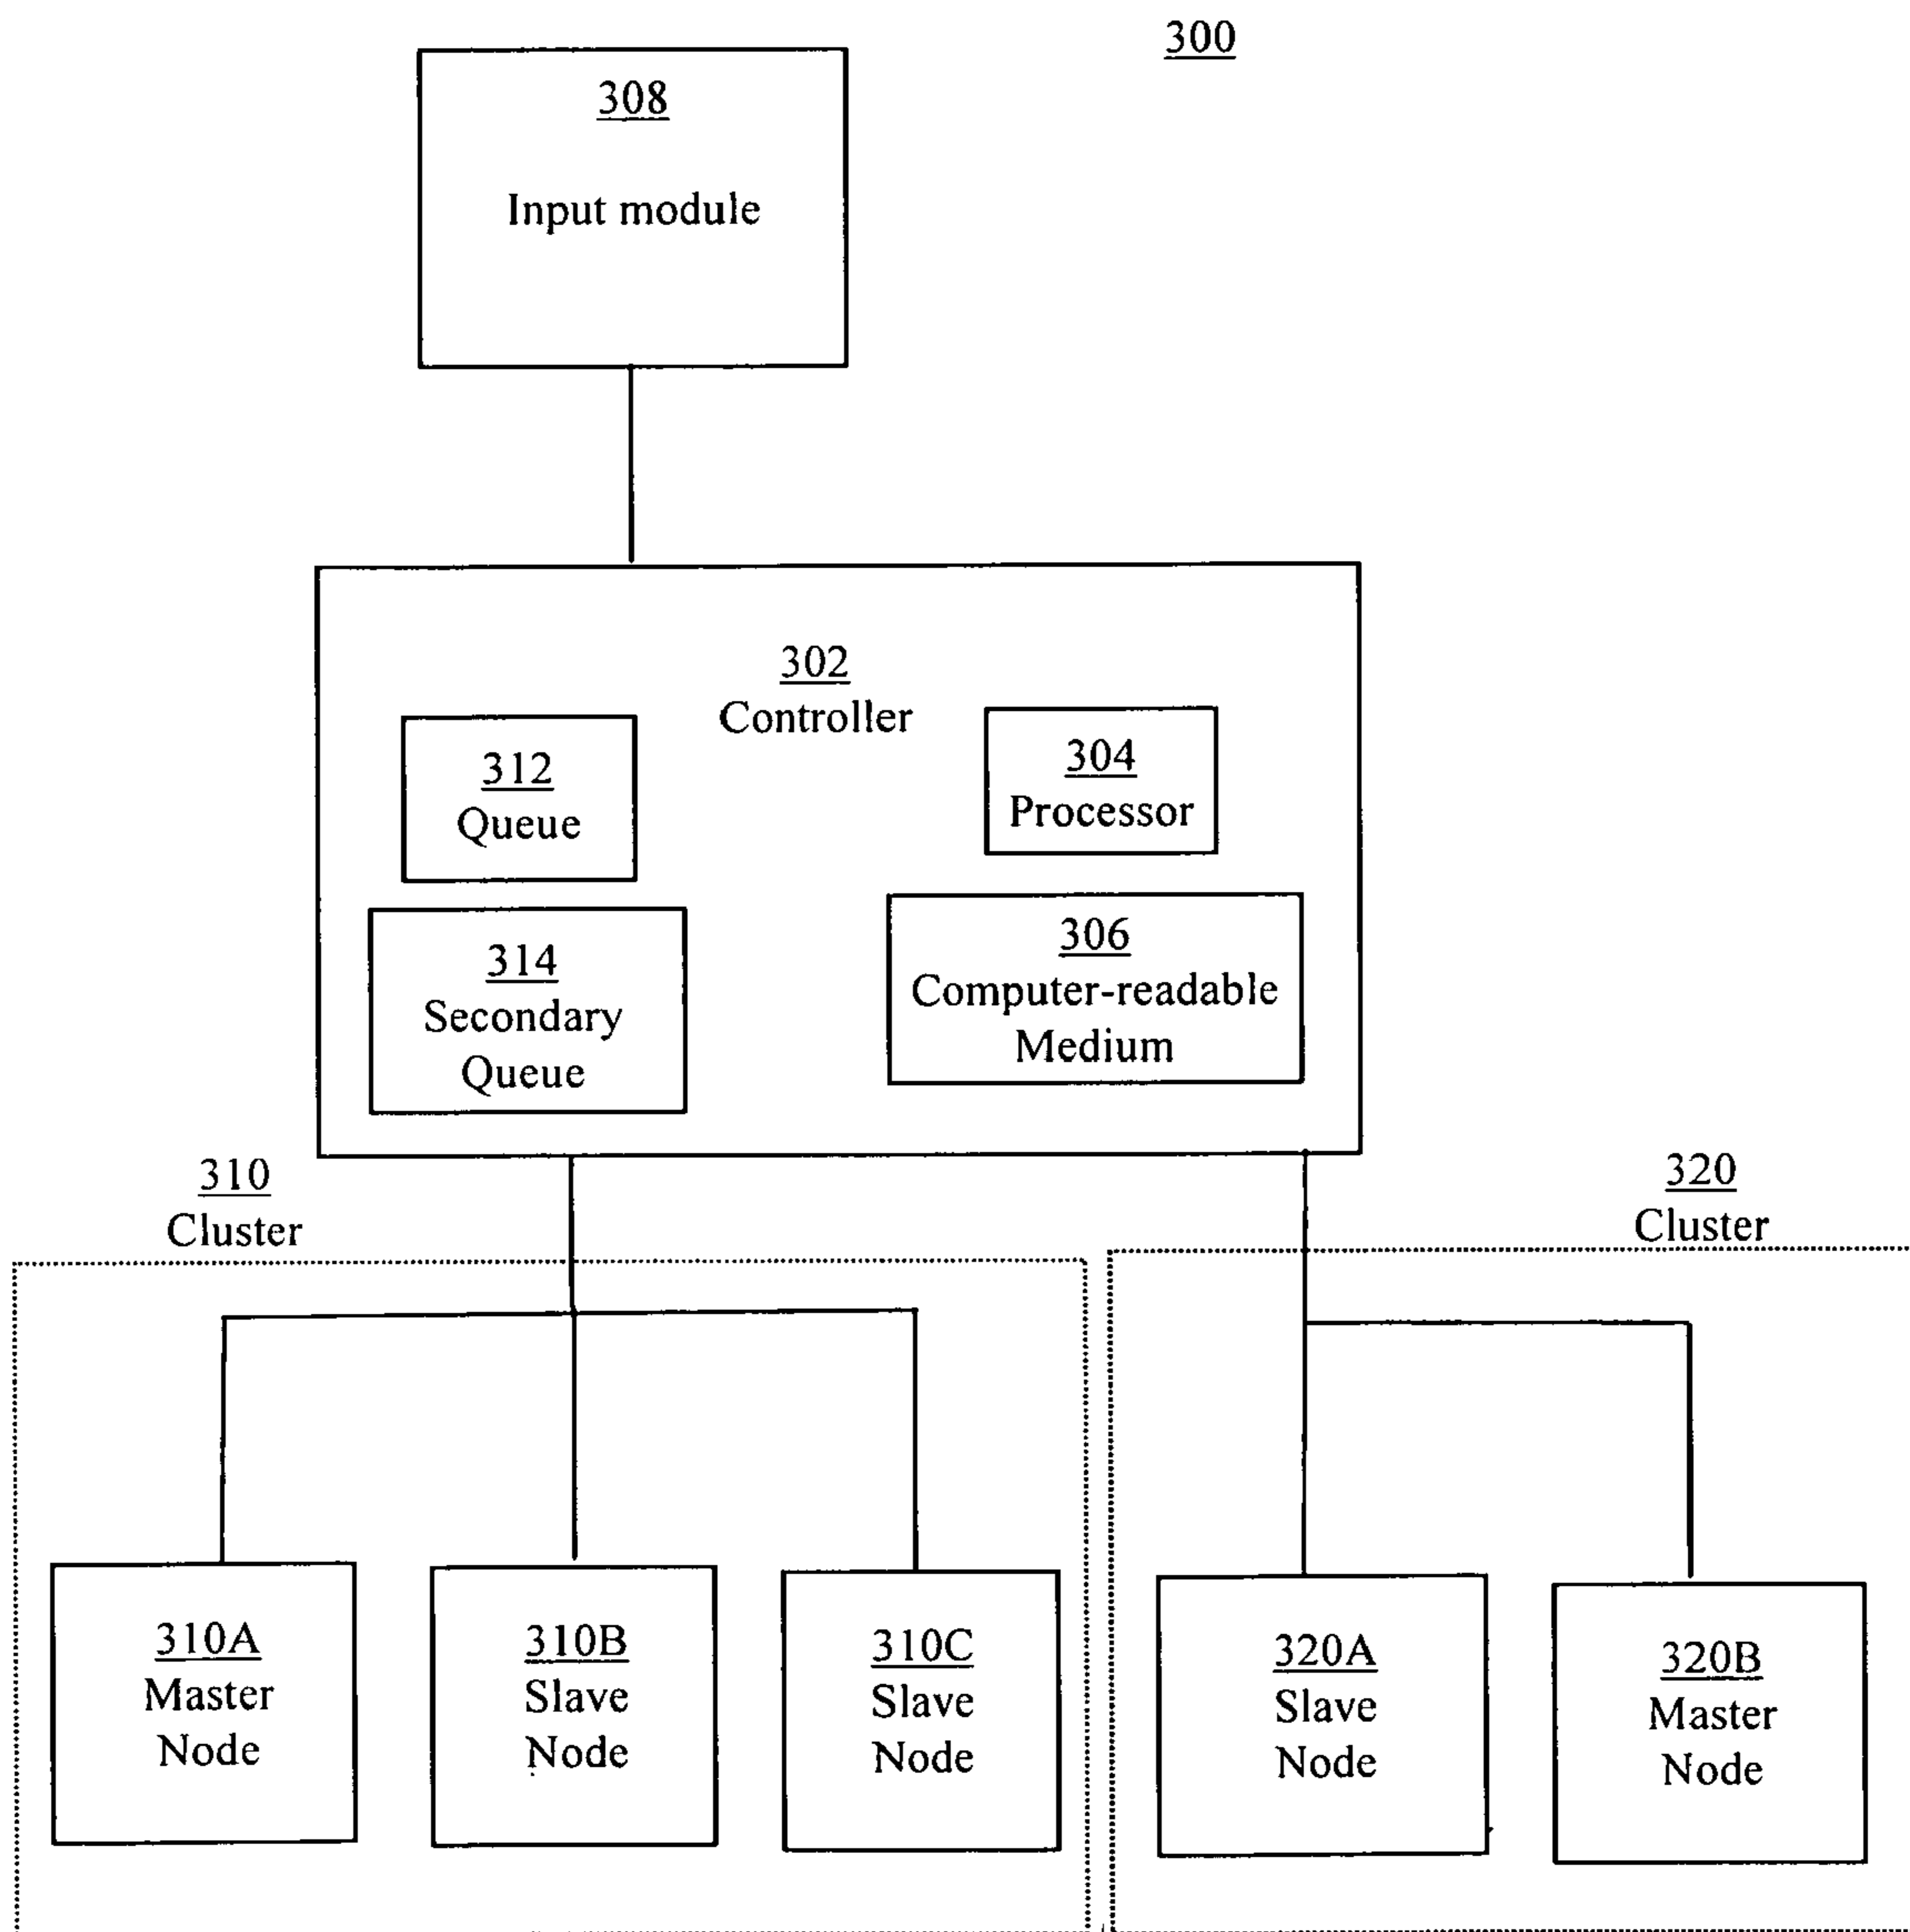 300
308
Input module
302
Controller
312
Queue
304
Processor
314
Secondary
Queue
306
Computer-readable
Medium
310
Cluster
320
Cluster
310A
Master
Node
310B
Slave
Node
310C
Slave
Node
320A
Slave
Node
320B
Master
Node